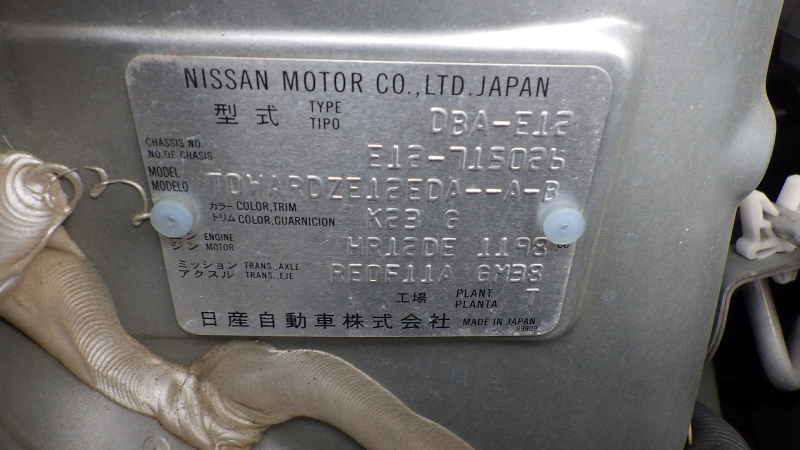 NISSAN MOTOR CO.,LTD.JAPAN
型式 TYPE TIPO DBA-E12
CHASSIS NO. NO.DE CHASIS E12-715026
MODEL MODELO TDWARDZE12EDA--A-B
カラー COLOR,TRIM
トリム COLOR,GUARNICION K23 G
ン ENGINE
ジン MOTOR HR12DE 1198 cc
ミッション TRANS.,AXLE
アクスル TRANS.,EJE RE0F11A GM38
工場 PLANT PLANTA T
日産自動車株式会社 MADE IN JAPAN
89909